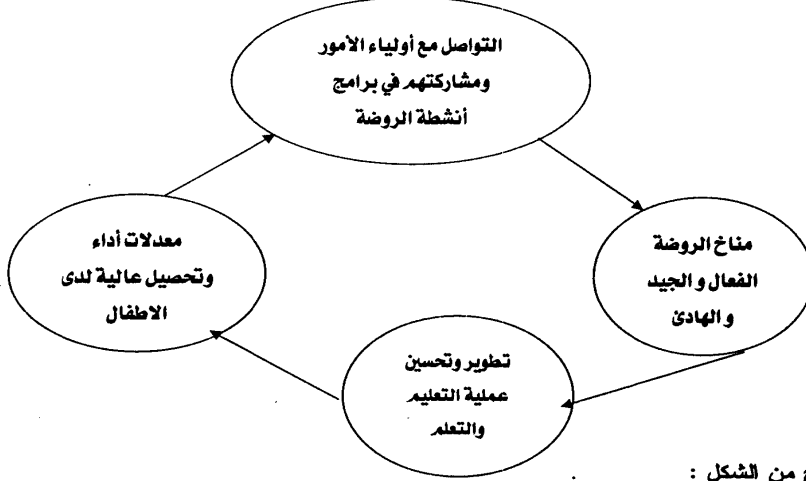 التواصل مع أولياء الأمور
ومشاركتهم في برامج
أنشطة الروضة
مناخ الروضة
الفعال و الجيد
و الهادئ
تطوير وتحسين
عملية التعليم
والتعلم
معدلات أداء
وتحصيل عالية لدى
الاطفال
من الشكل :